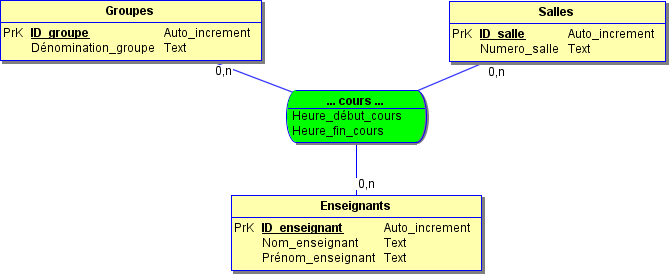 Groupes
PrK ID_groupe Auto_increment
Dénomination_groupe Text
Salles
PrK ID_salle Auto_increment
Numero_salle Text
0,n
0,n
... cours ...
Heure_début_cours
Heure_fin_cours
0,n
Enseignants
PrK ID_enseignant Auto_increment
Nom_enseignant Text
Prénom_enseignant Text